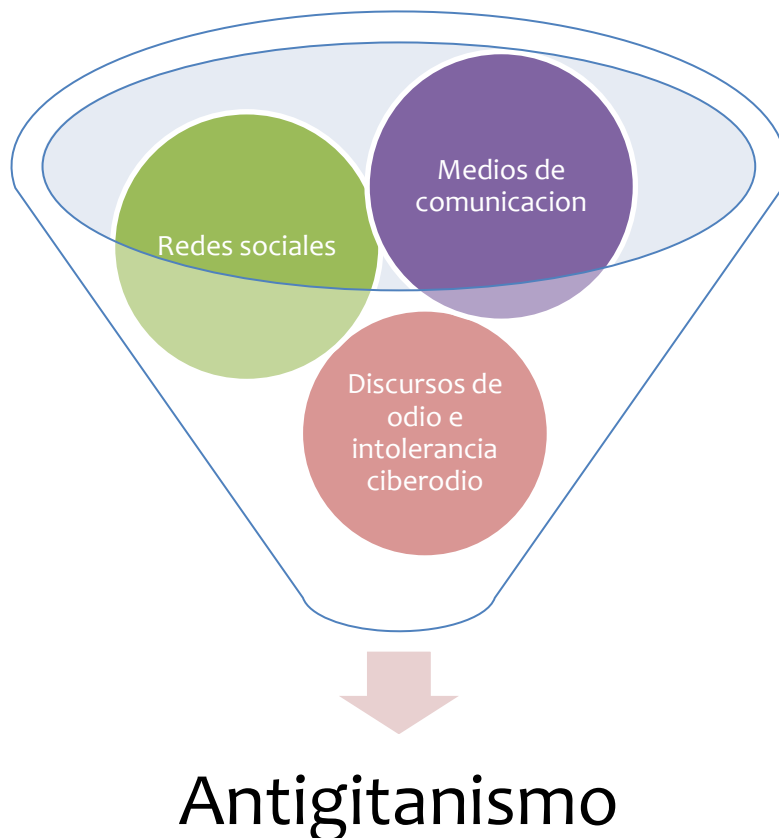 Medios de
comunicacion
Redes sociales
Discursos de
odio e
intolerancia
ciberodio
Antigitanismo